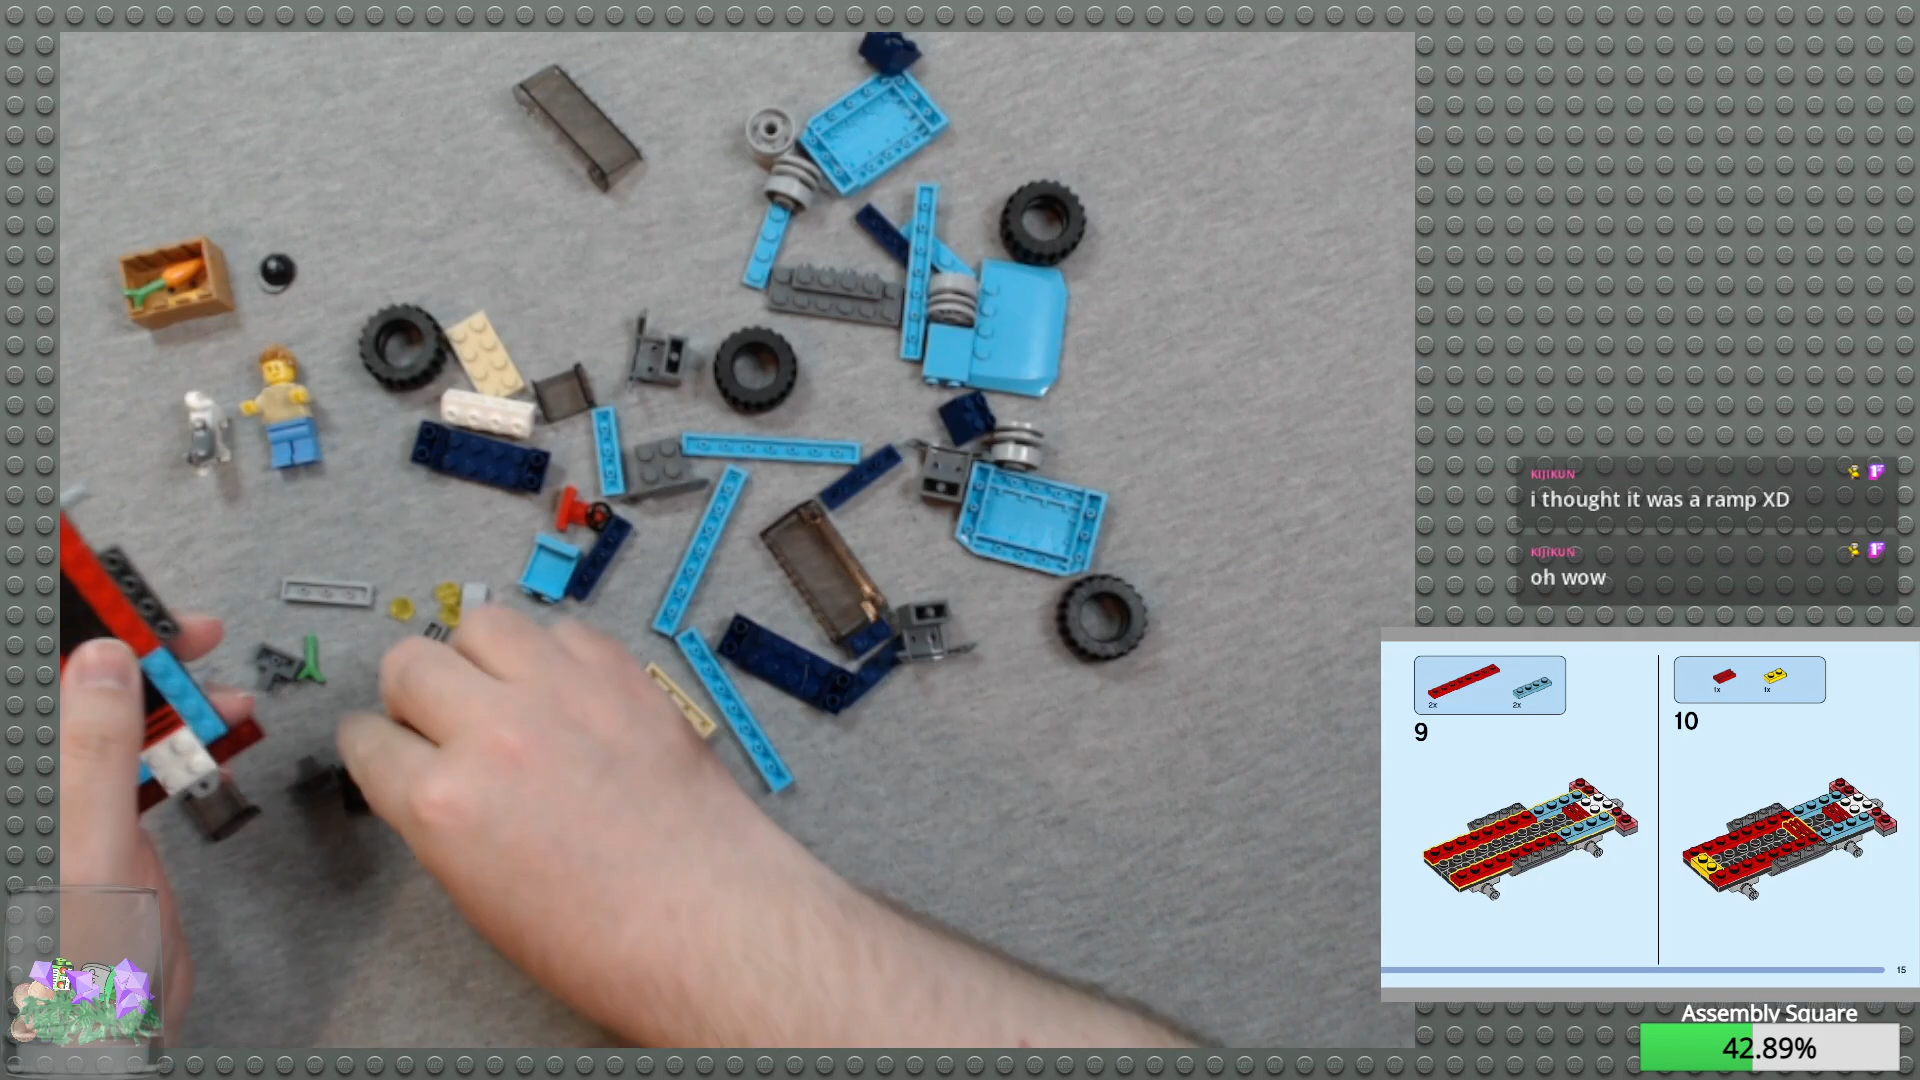 KIJIKUN
i thought it was a ramp XD
KIJIKUN
oh wow
2x
2x
9
1x
1x
10
15
Assembly Square
42.89%